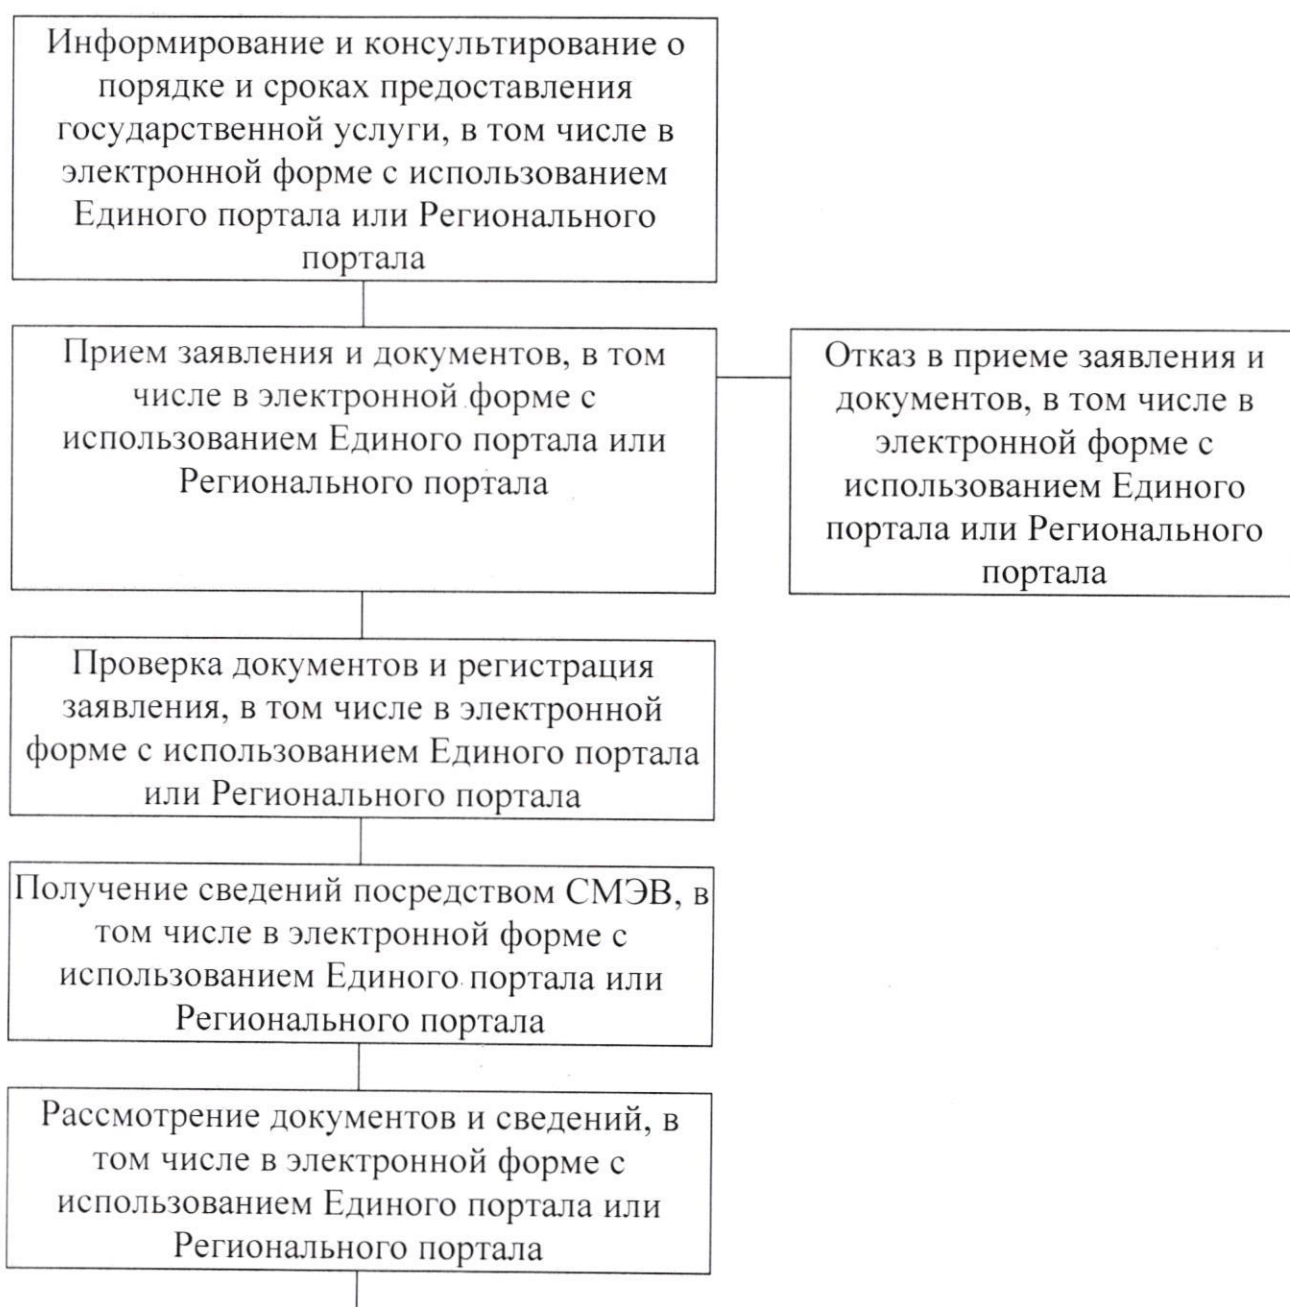 Информирование и консультирование о
порядке и сроках предоставления
государственной услуги, в том числе в
электронной форме с использованием
Единого портала или Регионального
портала
Прием заявления и документов, в том
числе в электронной форме с
использованием Единого портала или
Регионального портала
Отказ в приеме заявления и
документов, в том числе в
электронной форме с
использованием Единого
портала или Регионального
портала
Проверка документов и регистрация
заявления, в том числе в электронной
форме с использованием Единого портала
или Регионального портала
Получение сведений посредством СМЭВ, в
том числе в электронной форме с
использованием Единого портала или
Регионального портала
Рассмотрение документов и сведений, в
том числе в электронной форме с
использованием Единого портала или
Регионального портала